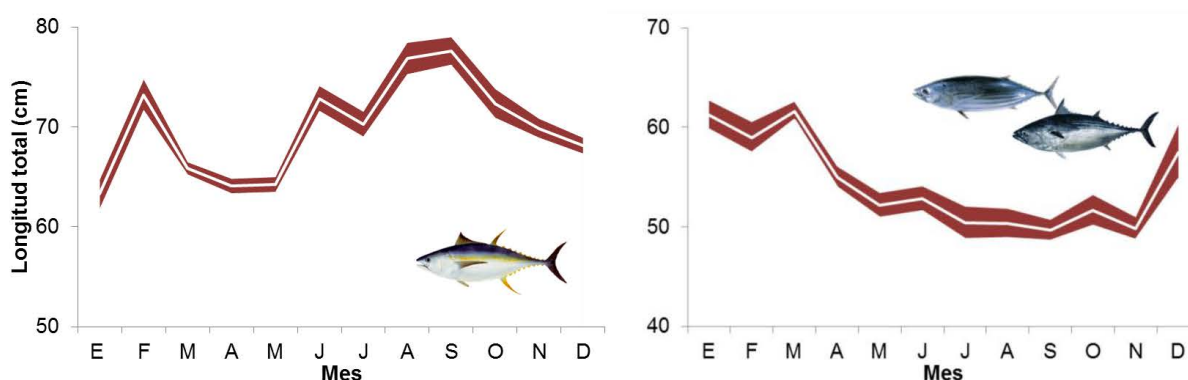 80
70
60
50
Longitud total (cm)
E F M A M J J A S O N D
Mes
70
60
50
40
E F M A M J J A S O N D
Mes